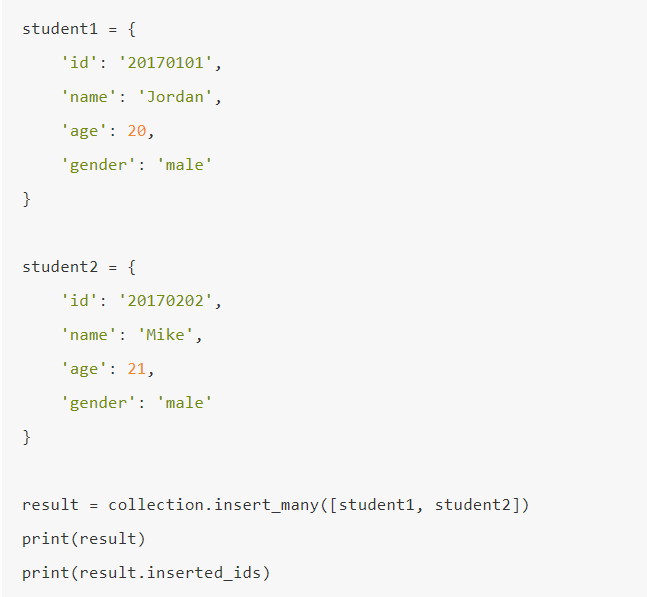 student1 = {
    'id': '20170101',
    'name': 'Jordan',
    'age': 20,
    'gender': 'male'
}

student2 = {
    'id': '20170202',
    'name': 'Mike',
    'age': 21,
    'gender': 'male'
}

result = collection.insert_many([student1, student2])
print(result)
print(result.inserted_ids)